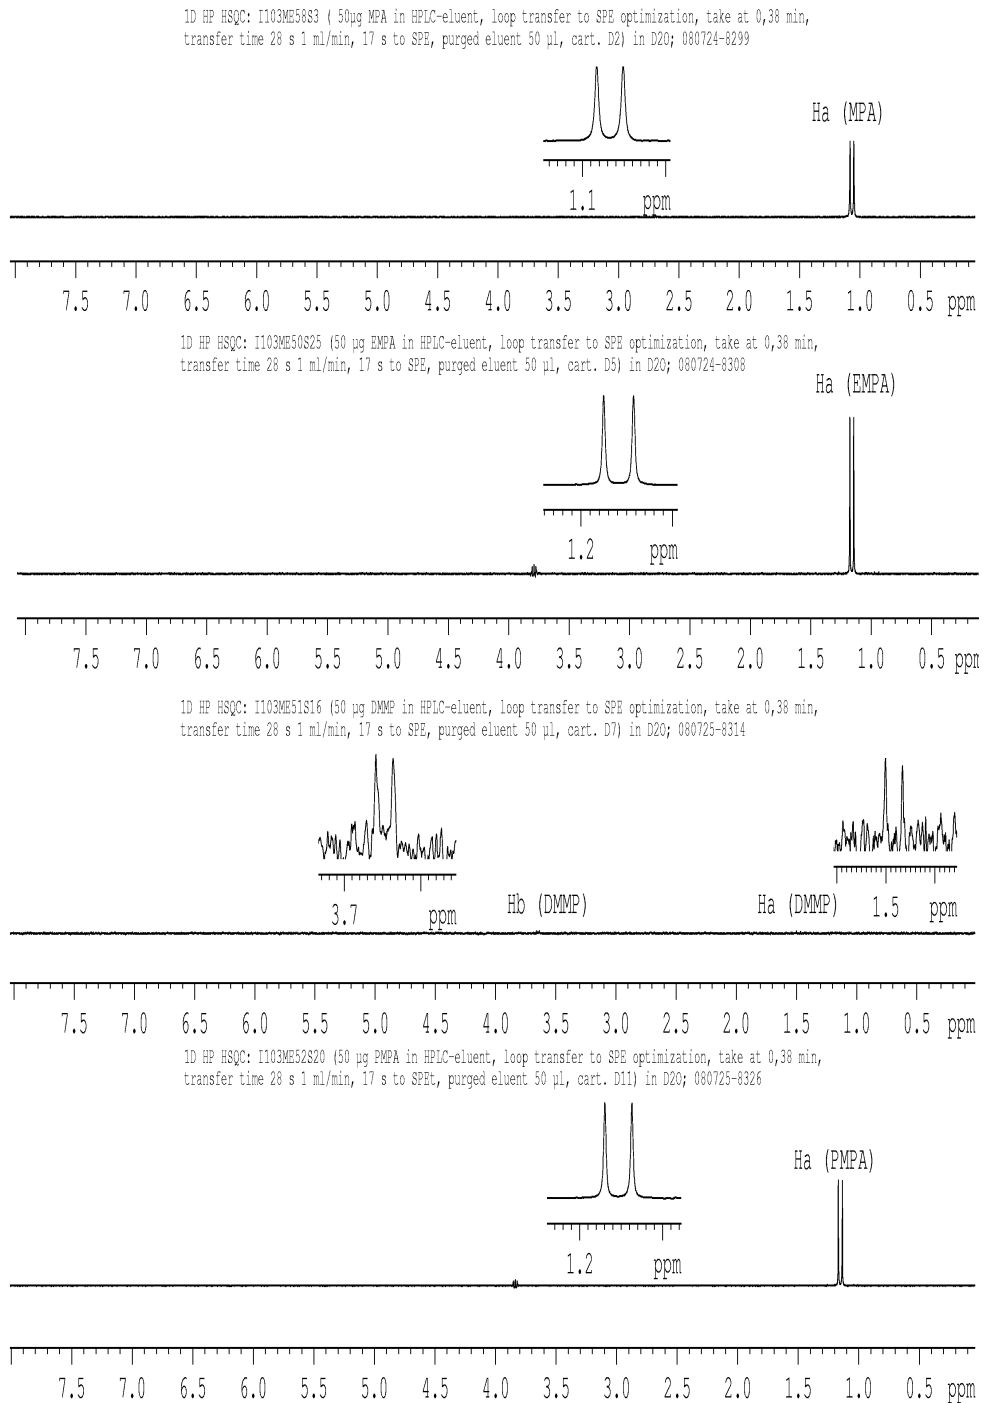 1D HP HSQC: I103ME58S3 ( 50µg MPA in HPLC-eluent, loop transfer to SPE optimization, take at 0,38 min,
transfer time 28 s 1 ml/min, 17 s to SPE, purged eluent 50 µl, cart. D2) in D2O; 080724-8299
Ha (MPA)
1.1 ppm
7.5 7.0 6.5 6.0 5.5 5.0 4.5 4.0 3.5 3.0 2.5 2.0 1.5 1.0 0.5 ppm
1D HP HSQC: I103ME50S25 (50 µg EMPA in HPLC-eluent, loop transfer to SPE optimization, take at 0,38 min,
transfer time 28 s 1 ml/min, 17 s to SPE, purged eluent 50 µl, cart. D5) in D2O; 080724-8308
Ha (EMPA)
1.2 ppm
7.5 7.0 6.5 6.0 5.5 5.0 4.5 4.0 3.5 3.0 2.5 2.0 1.5 1.0 0.5 ppm
1D HP HSQC: I103ME51S16 (50 µg DMMP in HPLC-eluent, loop transfer to SPE optimization, take at 0,38 min,
transfer time 28 s 1 ml/min, 17 s to SPE, purged eluent 50 µl, cart. D7) in D2O; 080725-8314
3.7 ppm
Hb (DMMP)
Ha (DMMP)
1.5 ppm
7.5 7.0 6.5 6.0 5.5 5.0 4.5 4.0 3.5 3.0 2.5 2.0 1.5 1.0 0.5 ppm
1D HP HSQC: I103ME52S20 (50 µg PMPA in HPLC-eluent, loop transfer to SPE optimization, take at 0,38 min,
transfer time 28 s 1 ml/min, 17 s to SPEt, purged eluent 50 µl, cart. D11) in D2O; 080725-8326
Ha (PMPA)
1.2 ppm
7.5 7.0 6.5 6.0 5.5 5.0 4.5 4.0 3.5 3.0 2.5 2.0 1.5 1.0 0.5 ppm